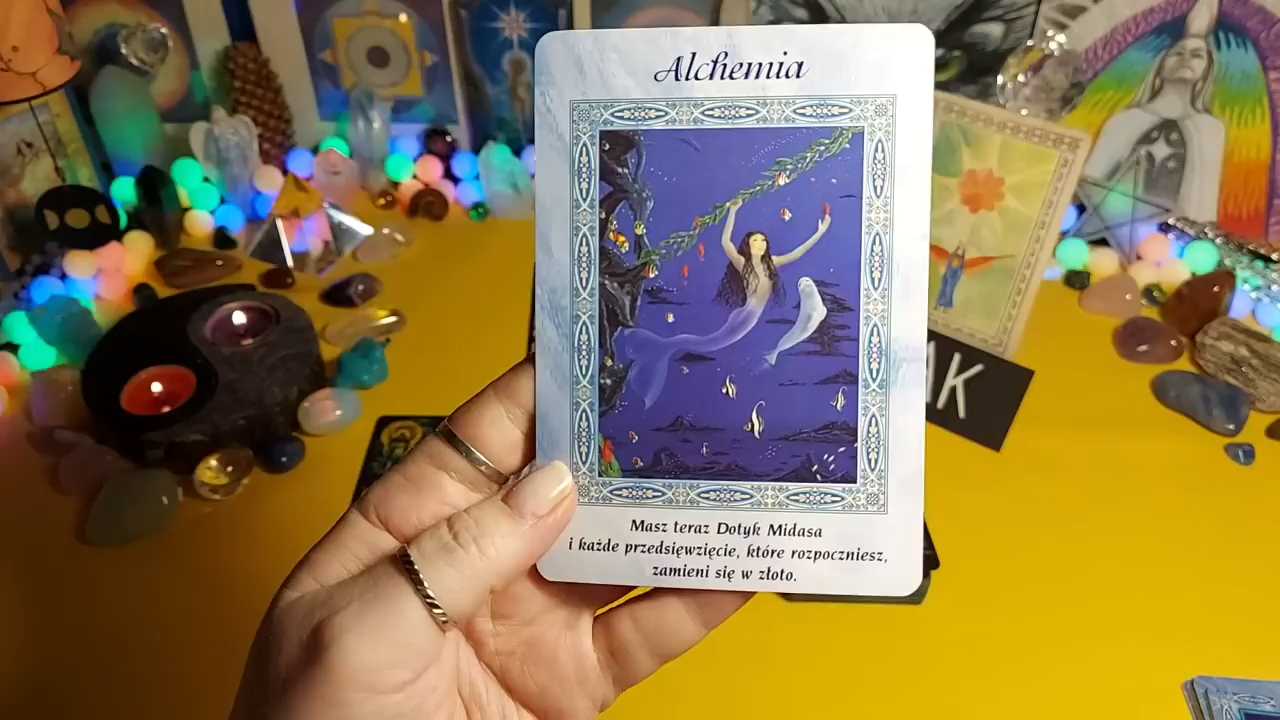 Alchemia
Masz teraz Dotyk Midasa
i każde przedsięwzięcie, które rozpoczniesz,
zamieni się w złoto.